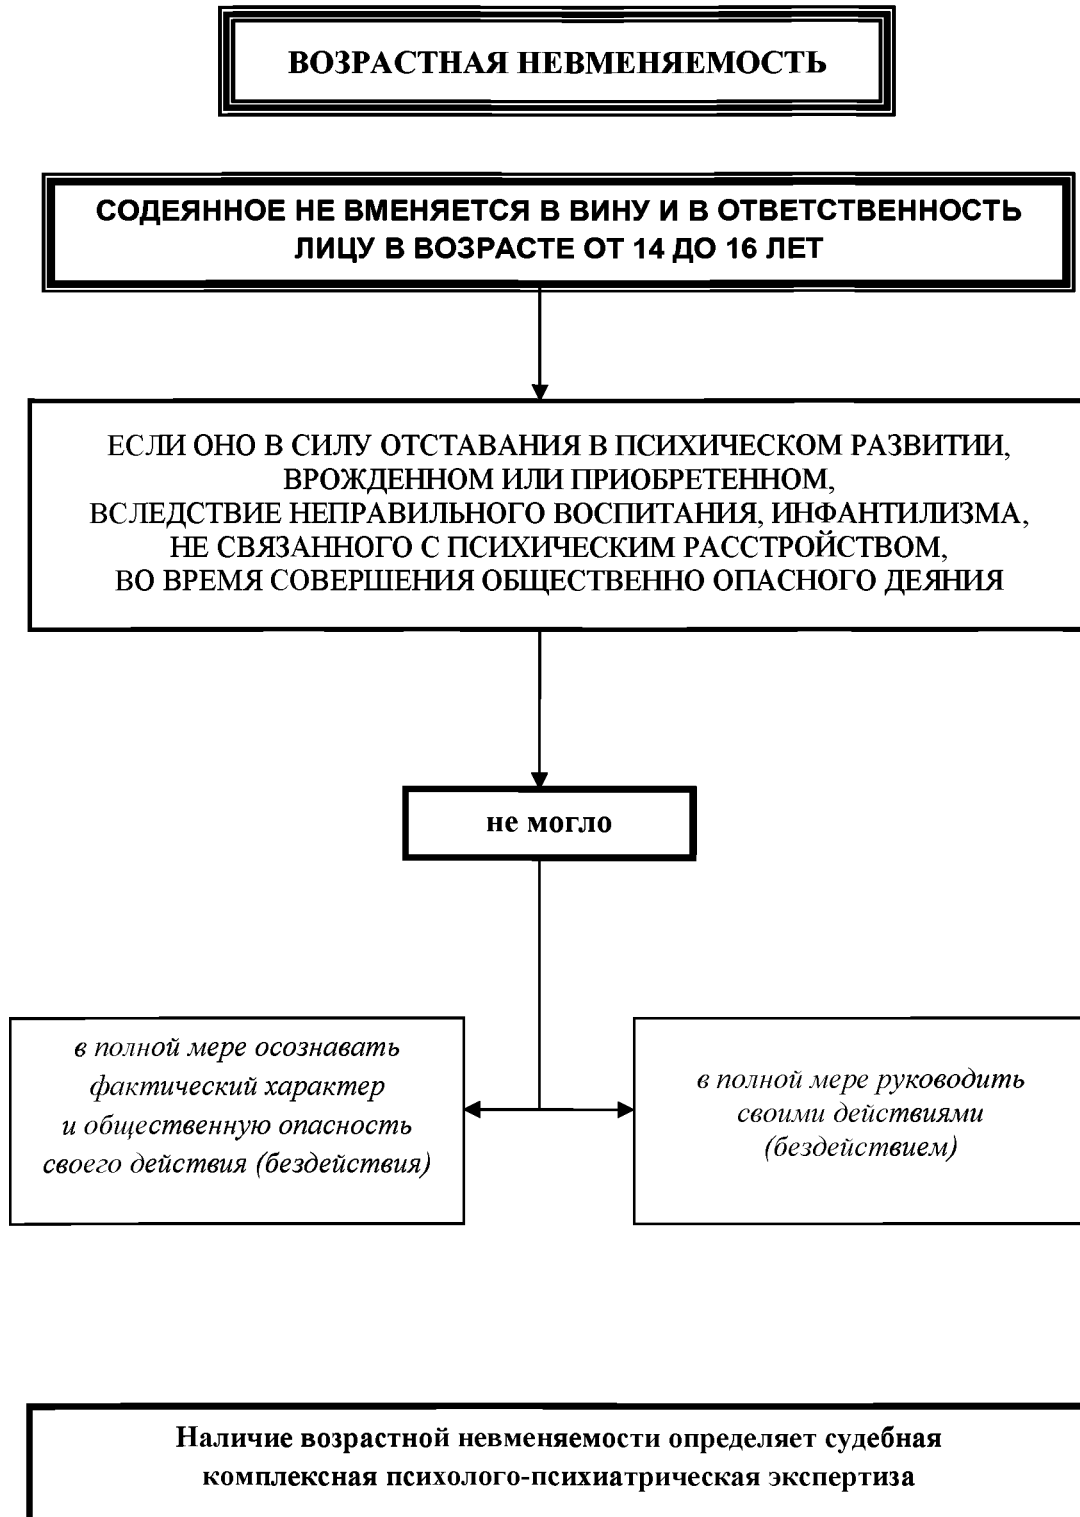 ВОЗРАСТНАЯ НЕВМЕНЯЕМОСТЬ
СОДЕЯННОЕ НЕ ВМЕНЯЕТСЯ В ВИНУ И В ОТВЕТСТВЕННОСТЬ
ЛИЦУ В ВОЗРАСТЕ ОТ 14 ДО 16 ЛЕТ
ЕСЛИ ОНО В СИЛУ ОТСТАВАНИЯ В ПСИХИЧЕСКОМ РАЗВИТИИ,
ВРОЖДЕННОМ ИЛИ ПРИОБРЕТЕННОМ,
ВСЛЕДСТВИЕ НЕПРАВИЛЬНОГО ВОСПИТАНИЯ, ИНФАНТИЛИЗМА,
НЕ СВЯЗАННОГО С ПСИХИЧЕСКИМ РАССТРОЙСТВОМ,
ВО ВРЕМЯ СОВЕРШЕНИЯ ОБЩЕСТВЕННО ОПАСНОГО ДЕЯНИЯ
не могло
в полной мере осознавать
фактический характер
и общественную опасность
своего действия (бездействия)
в полной мере руководить
своими действиями
(бездействием)
Наличие возрастной невменяемости определяет судебная
комплексная психолого-психиатрическая экспертиза